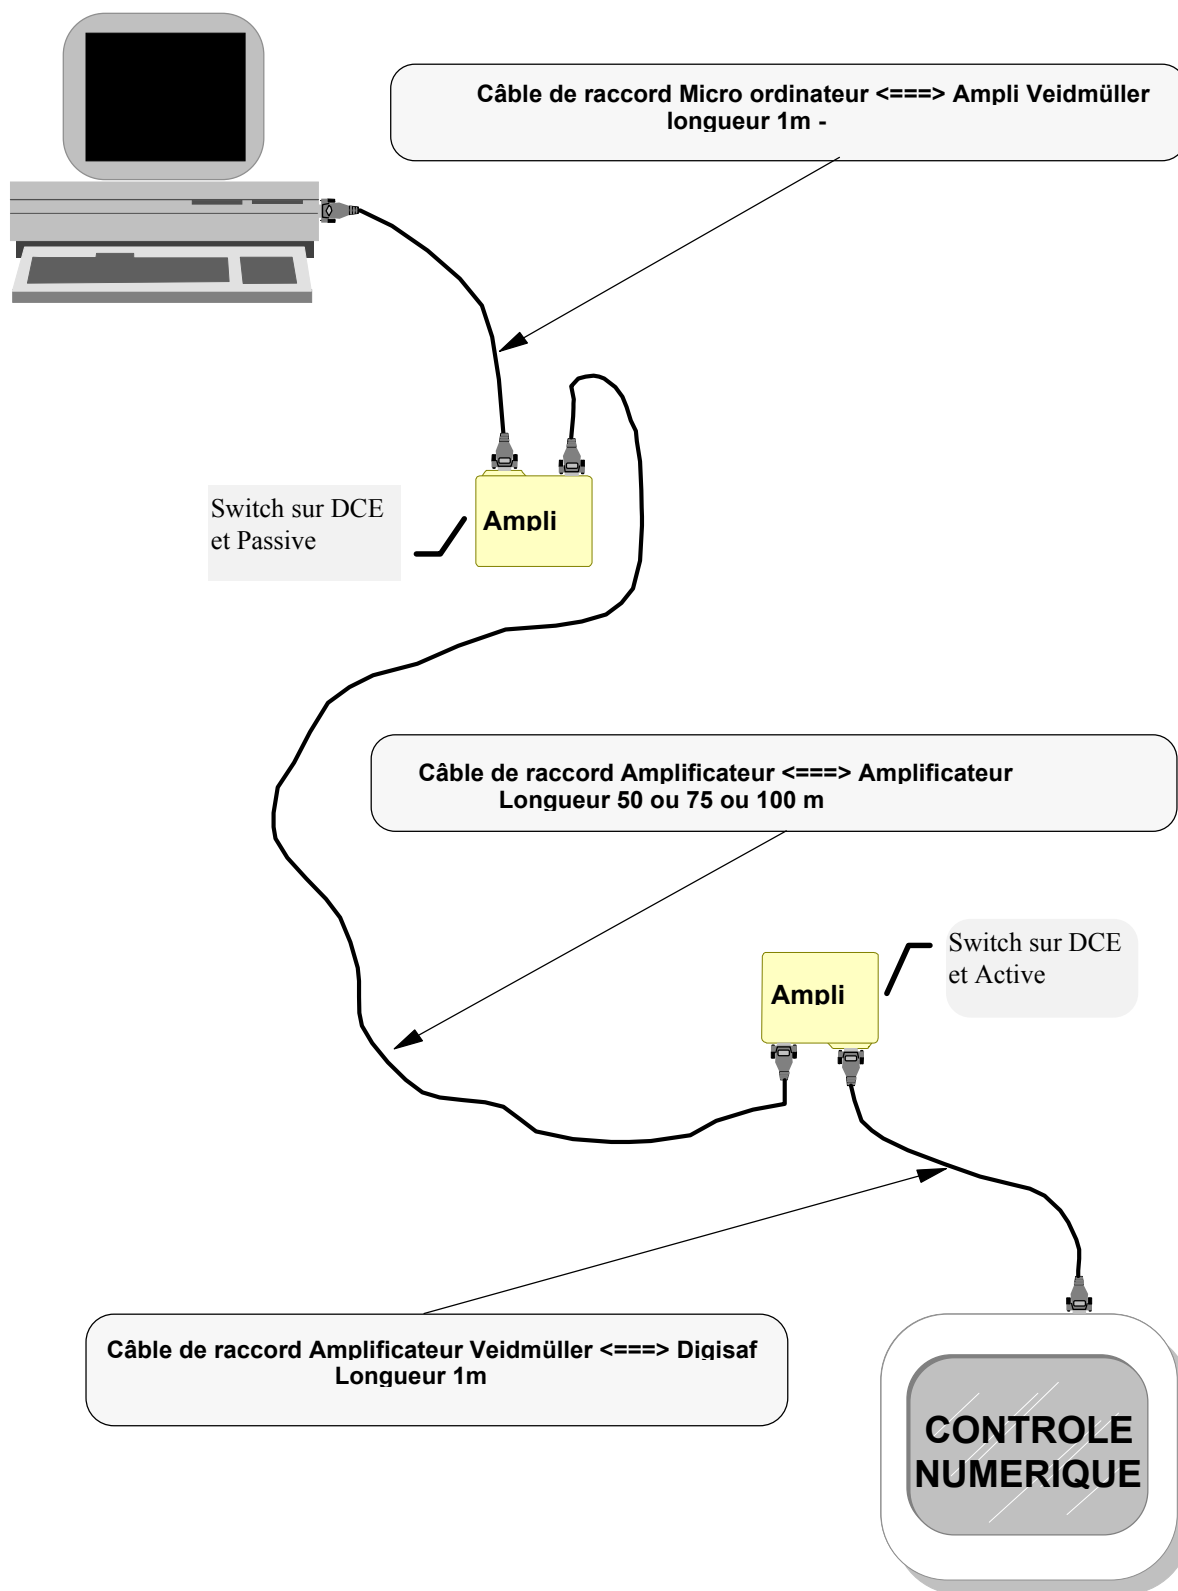 Câble de raccord Micro ordinateur <===> Ampli Veidmüller
longueur 1m -
Switch sur DCE
et Passive
Ampli
Câble de raccord Amplificateur <===> Amplificateur
Longueur 50 ou 75 ou 100 m
Ampli
Switch sur DCE
et Active
Câble de raccord Amplificateur Veidmüller <===> Digisaf
Longueur 1m
CONTROLE
NUMERIQUE